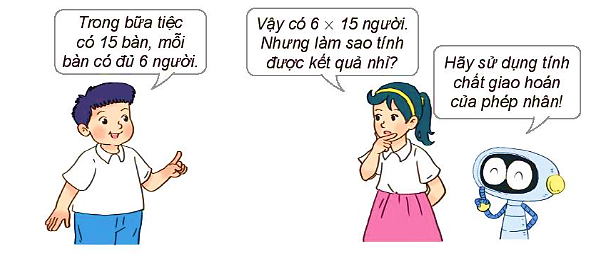 Trong bữa tiệc
có 15 bàn, mỗi
bàn có đủ 6 người.
Vậy có 6 × 15 người.
Nhưng làm sao tính
được kết quả nhỉ?
Hãy sử dụng tính
chất giao hoán
của phép nhân!